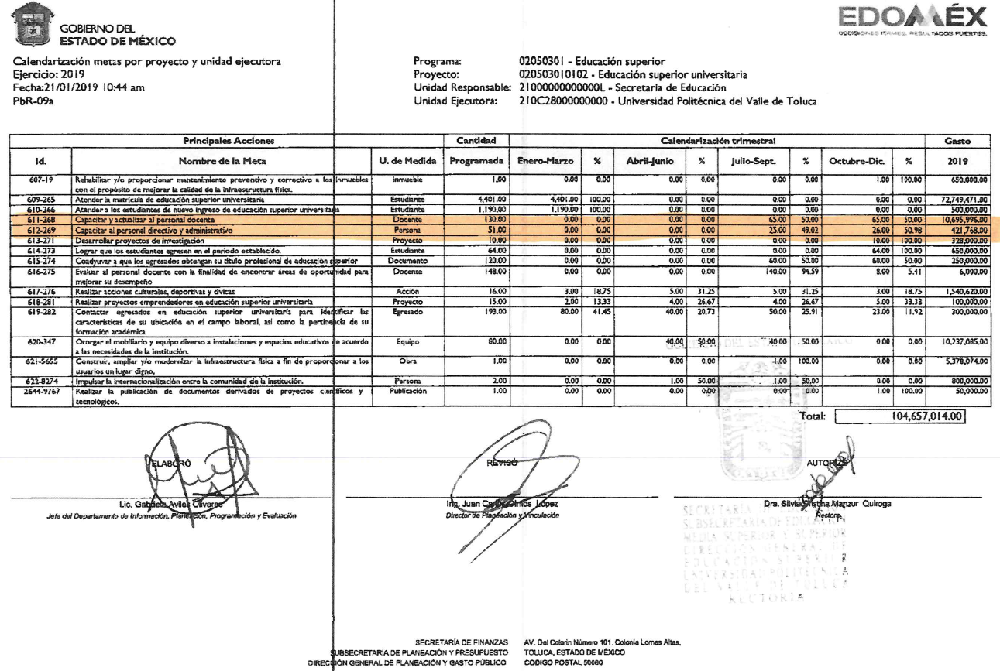 GOBIERNO DEL
ESTADO DE MÉXICO
EDOMÉX
DECISIONES FIRMES, RESULTADOS FUERTES.
Calendarización metas por proyecto y unidad ejecutora
Ejercicio: 2019
Fecha:21/01/2019 10:44 am
PbR-09a
Programa: 02050301 - Educación superior
Proyecto: 020503010102 - Educación superior universitaria
Unidad Responsable: 21000000000000L - Secretaría de Educación
Unidad Ejecutora: 210C28000000000 - Universidad Politécnica del Valle de Toluca
Principales Acciones Cantidad Calendarización trimestral Gasto
Id. Nombre de la Meta U. de Medida Programada Enero-Marzo % Abril-Junio % Julio-Sept. % Octubre-Dic. % 2019
607-19 Rehabilitar y/o proporcionar mantenimiento preventivo y correctivo a los inmuebles Inmueble 1.00 0.00 0.00 0.00 0.00 0.00 0.00 1.00 100.00 650,000.00
con el propósito de mejorar la calidad de la infraestructura física.
609-265 Atender la matrícula de educación superior universitaria Estudiante 4,401.00 4,401.00 100.00 0.00 0.00 0.00 0.00 0.00 0.00 72,749,471.00
610-266 Atender a los estudiantes de nuevo ingreso de educación superior universitaria Estudiante 1,190.00 1,190.00 100.00 0.00 0.00 0.00 0.00 0.00 0.00 500,000.00
611-268 Capacitar y actualizar al personal docente Docente 130.00 0.00 0.00 0.00 0.00 65.00 50.00 65.00 50.00 10,695,996.00
612-269 Capacitar al personal directivo y administrativo Persona 51.00 0.00 0.00 0.00 0.00 25.00 49.02 26.00 50.98 421,768.00
613-271 Desarrollar proyectos de investigación Proyecto 10.00 0.00 0.00 0.00 0.00 0.00 0.00 10.00 100.00 328,000.00
614-273 Lograr que los estudiantes egresen en el período establecido. Estudiante 64.00 0.00 0.00 0.00 0.00 0.00 0.00 64.00 100.00 650,000.00
615-274 Coadyuvar a que los egresados obtengan su título profesional de educación superior Documento 120.00 0.00 0.00 0.00 0.00 60.00 50.00 60.00 50.00 250,000.00
616-275 Evaluar al personal docente con la finalidad de encontrar áreas de oportunidad para Docente 148.00 0.00 0.00 0.00 0.00 140.00 94.59 8.00 5.41 6,000.00
mejorar su desempeño
617-276 Realizar acciones culturales, deportivas y cívicas Acción 16.00 3.00 18.75 5.00 31.25 5.00 31.25 3.00 18.75 1,540,620.00
618-281 Realizar proyectos emprendedores en educación superior universitaria Proyecto 15.00 2.00 13.33 4.00 26.67 4.00 26.67 5.00 33.33 100,000.00
619-282 Contactar egresados en educación superior universitaria para identificar las Egresado 193.00 80.00 41.45 40.00 20.73 50.00 25.91 23.00 11.92 300,000.00
características de su ubicación en el campo laboral, así como la pertinencia de su
formación académica
620-347 Otorgar el mobiliario y equipo diverso a instalaciones y espacios educativos de acuerdo Equipo 80.00 0.00 0.00 40.00 50.00 40.00 50.00 0.00 0.00 10,237,085.00
a las necesidades de la institución.
621-5655 Construir, ampliar y/o modernizar la infraestructura física a fin de proporcionar a los Obra 1.00 0.00 0.00 0.00 0.00 1.00 100.00 0.00 0.00 5,378,074.00
usuarios un lugar digno.
622-8274 Impulsar la internacionalización entre la comunidad de la institución. Persona 2.00 0.00 0.00 1.00 50.00 1.00 50.00 0.00 0.00 800,000.00
2644-9767 Realizar la publicación de documentos derivados de proyectos científicos y Publicación 1.00 0.00 0.00 0.00 0.00 0.00 0.00 1.00 100.00 50,000.00
tecnológicos.
Total: 104,657,014.00
ELABORÓ REVISÓ AUTORIZÓ
Lic. Gabriela Aviles Olivares Ing. Juan Carlos Olmos López Dra. Silvia Cristina Manzur Quiroga
Jefa del Departamento de Información, Planeación, Programación y Evaluación Director de Planeación y Vinculación Rectora
SECRETARÍA DE EDUCACIÓN
SUBSECRETARÍA DE EDUCACIÓN
MEDIA SUPERIOR Y SUPERIOR
DIRECCIÓN GENERAL DE
EDUCACIÓN SUPERIOR
UNIVERSIDAD POLITÉCNICA
DEL VALLE DE TOLUCA
RECTORÍA
SECRETARÍA DE FINANZAS AV. Del Colorín Número 101, Colonia Lomas Altas,
SUBSECRETARÍA DE PLANEACIÓN Y PRESUPUESTO TOLUCA, ESTADO DE MÉXICO
DIRECCIÓN GENERAL DE PLANEACIÓN Y GASTO PÚBLICO CODIGO POSTAL 50060